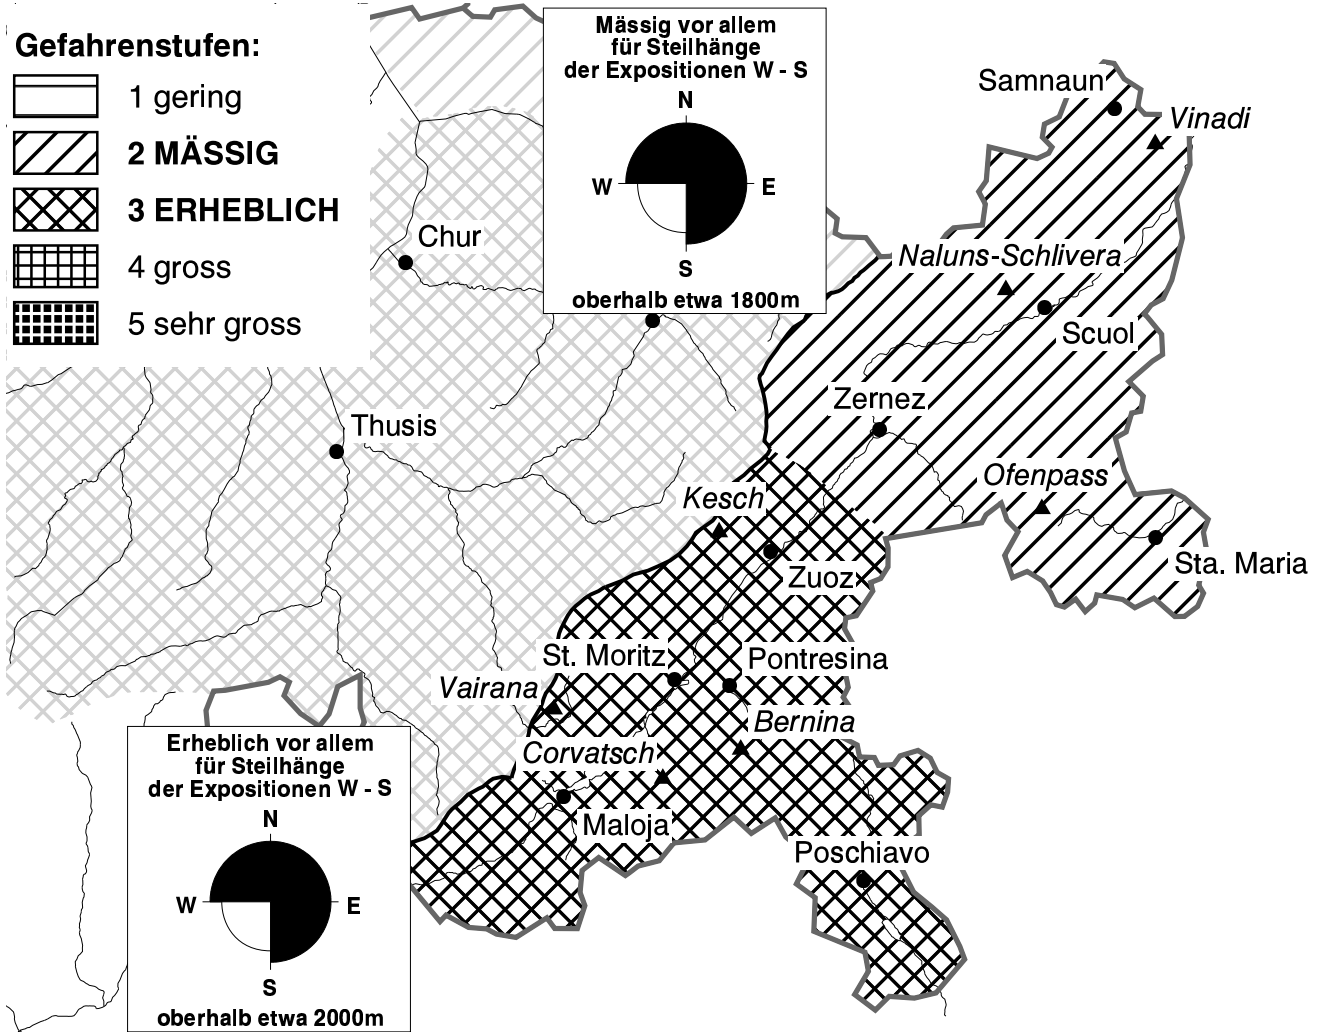 Gefahrenstufen:
1 gering
2 MÄSSIG
3 ERHEBLICH
4 gross
5 sehr gross
Mässig vor allem
für Steilhänge
der Expositionen W - S
N
W
E
S
oberhalb etwa 1800m
Samnaun
Vinadi
Chur
Naluns-Schlivera
Scuol
Zernez
Thusis
Ofenpass
Kesch
Sta. Maria
Zuoz
St. Moritz
Pontresina
Vairana
Bernina
Corvatsch
Maloja
Poschiavo
Erheblich vor allem
für Steilhänge
der Expositionen W - S
N
W
E
S
oberhalb etwa 2000m